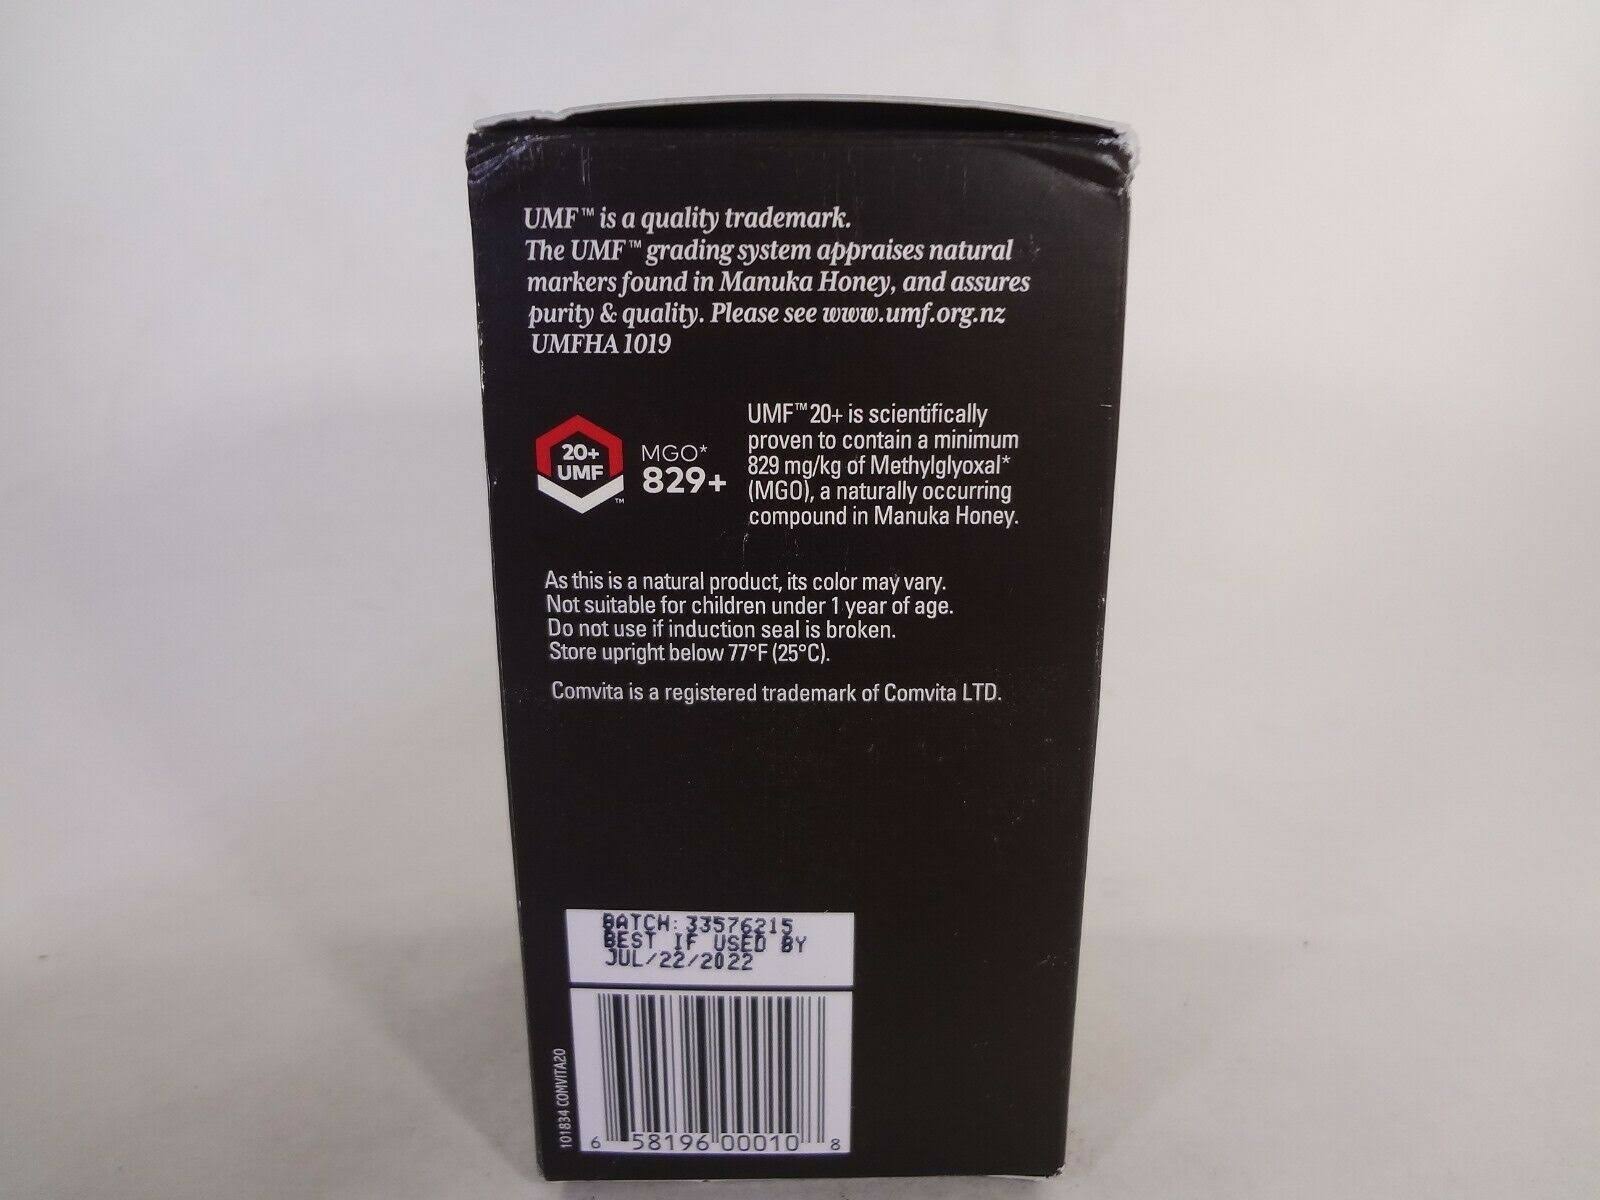 UMF™ is a quality trademark.
The UMF™ grading system appraises natural
markers found in Manuka Honey, and assures
purity & quality. Please see www.umf.org.nz
UMFHA 1019
20+
UMF
™
MGO*
829+
UMF™ 20+ is scientifically
proven to contain a minimum
829 mg/kg of Methylglyoxal*
(MGO), a naturally occurring
compound in Manuka Honey.
As this is a natural product, its color may vary.
Not suitable for children under 1 year of age.
Do not use if induction seal is broken.
Store upright below 77°F (25°C).
Comvita is a registered trademark of Comvita LTD.
BATCH: 33576215
BEST IF USED BY
JUL/22/2022
101834 COMVITA20
6 58196 00010 8